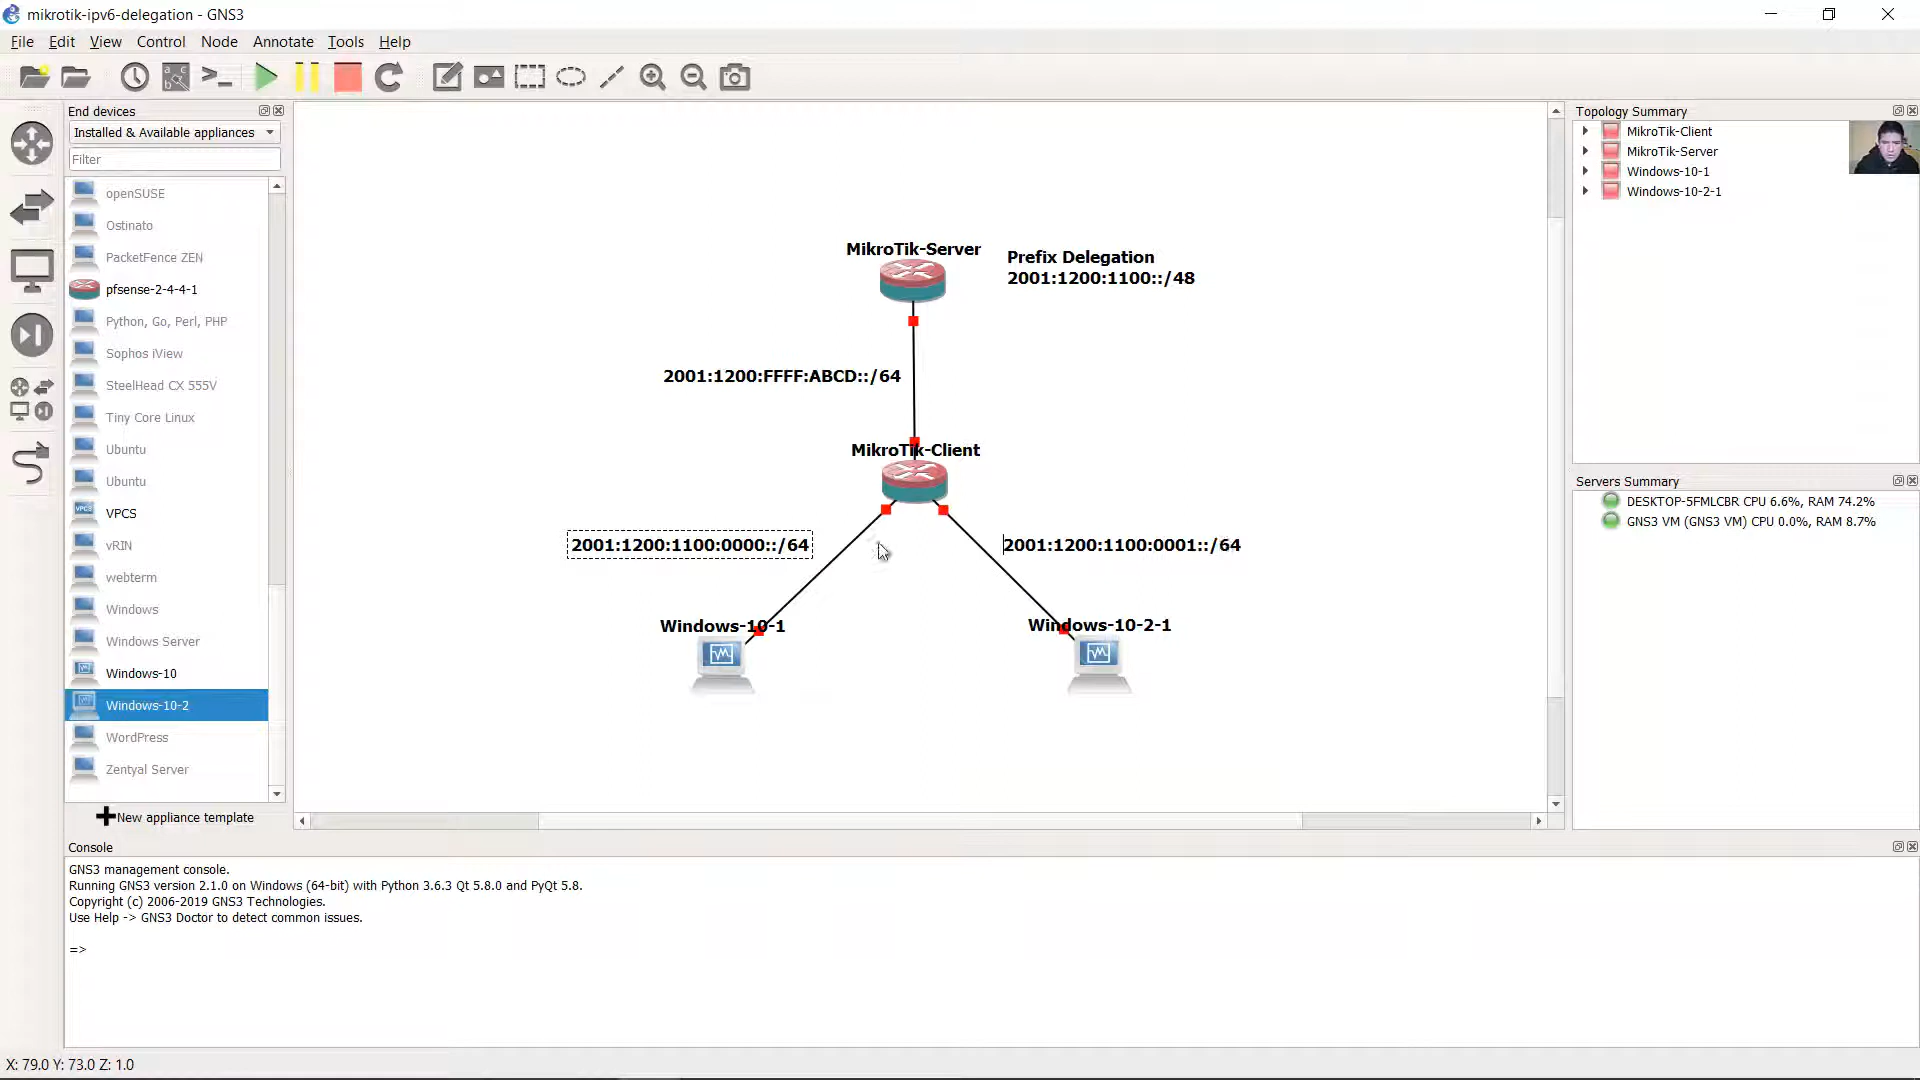 mikrotik-ipv6-delegation - GNS3
File Edit View Control Node Annotate Tools Help
End devices
Installed & Available appliances
Filter
openSUSE
Ostinato
PacketFence ZEN
pfsense-2-4-4-1
Python, Go, Perl, PHP
Sophos iView
SteelHead CX 555V
Tiny Core Linux
Ubuntu
Ubuntu
VPCS
vRIN
webterm
Windows
Windows Server
Windows-10
Windows-10-2
WordPress
Zentyal Server
New appliance template
MikroTik-Server
Prefix Delegation
2001:1200:1100::/48
2001:1200:FFFF:ABCD::/64
MikroTik-Client
2001:1200:1100:0000::/64
2001:1200:1100:0001::/64
Windows-10-1
Windows-10-2-1
Topology Summary
MikroTik-Client
MikroTik-Server
Windows-10-1
Windows-10-2-1
Servers Summary
DESKTOP-5FMLCBR CPU 6.6%, RAM 74.2%
GNS3 VM (GNS3 VM) CPU 0.0%, RAM 8.7%
Console
GNS3 management console.
Running GNS3 version 2.1.0 on Windows (64-bit) with Python 3.6.3 Qt 5.8.0 and PyQt 5.8.
Copyright (c) 2006-2019 GNS3 Technologies.
Use Help -> GNS3 Doctor to detect common issues.
=>
X: 79.0 Y: 73.0 Z: 1.0